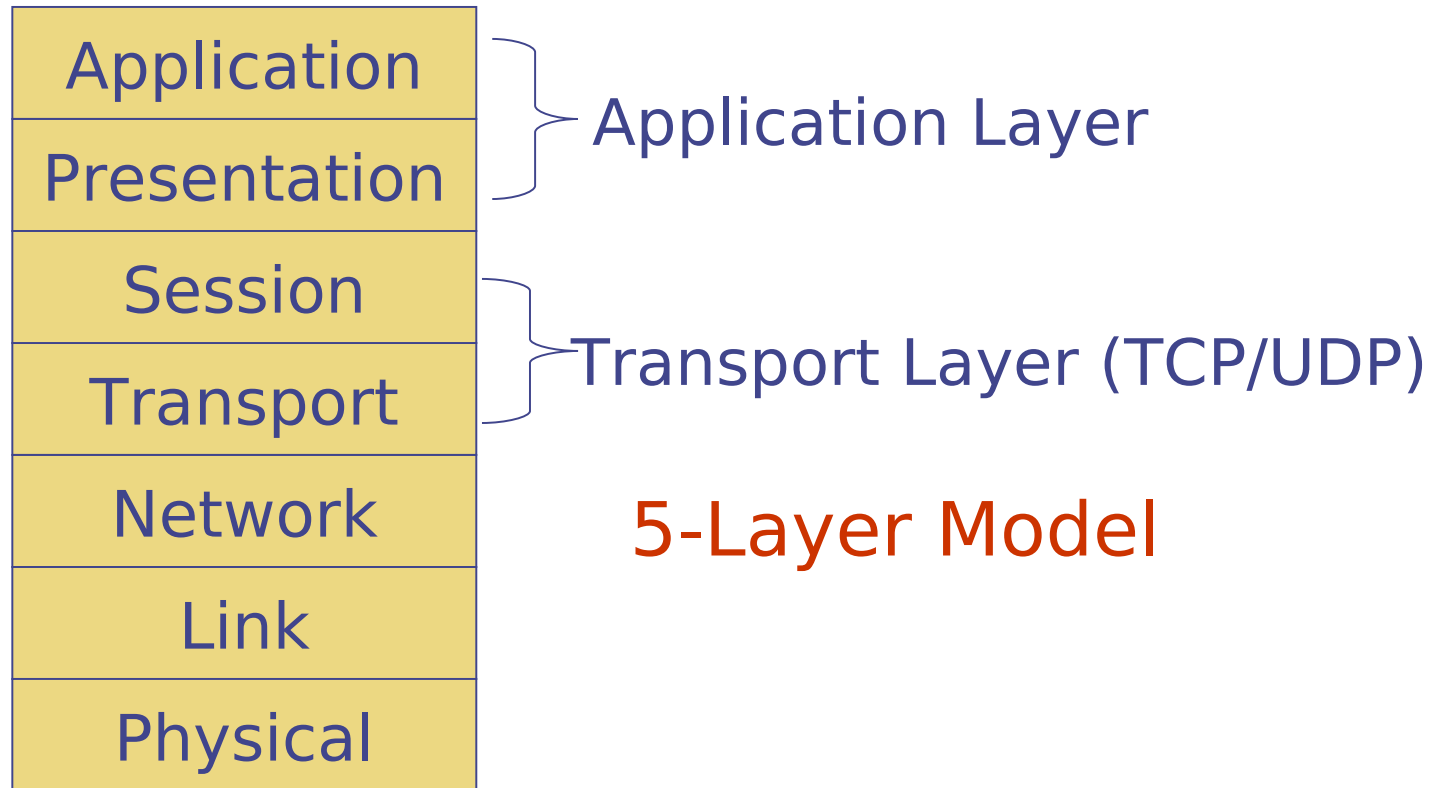 Application
Presentation
Session
Transport
Network
Link
Physical
Application Layer
Transport Layer (TCP/UDP)
5-Layer Model